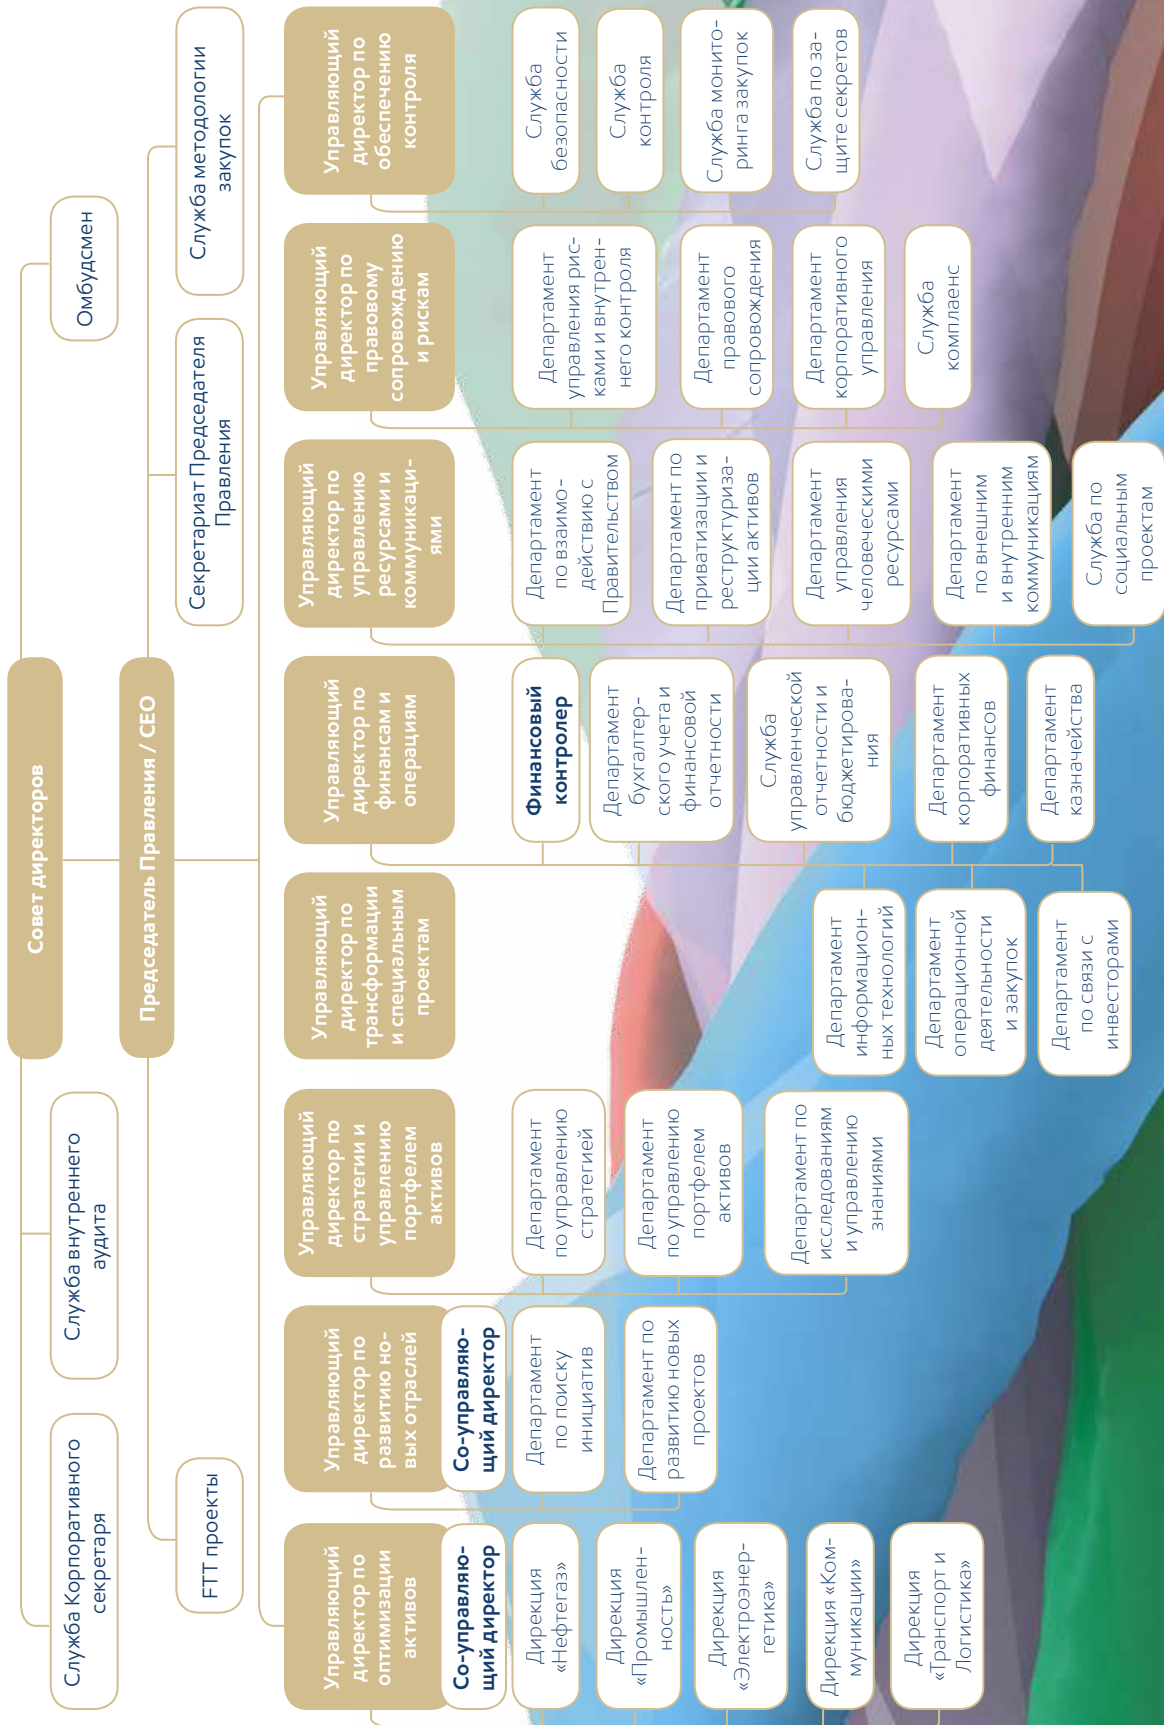 Совет директоров
Служба Корпоративного
секретаря
Служба внутреннего
аудита
Омбудсмен
Председатель Правления / CEO
FTT проекты
Секретариат Председателя
Правления
Служба методологии
закупок
Управляющий
директор по
оптимизации
активов
Со-управляю-
щий директор
Дирекция
«Нефтегаз»
Дирекция
«Промышлен-
ность»
Дирекция
«Электроэнер-
гетика»
Дирекция «Ком-
муникации»
Дирекция
«Транспорт и
Логистика»
Управляющий
директор по
развитию но-
вых отраслей
Со-управляю-
щий директор
Департамент
по поиску
инициатив
Департамент по
развитию новых
проектов
Управляющий
директор по
стратегии и
управлению
портфелем
активов
Департамент
по управлению
стратегией
Департамент
по управлению
портфелем
активов
Департамент по
исследованиям
и управлению
знаниями
Управляющий
директор по
трансформации
и специальным
проектам
Управляющий
директор по
финансам и
операциям
Финансовый
контролер
Департамент
бухгалтер-
ского учета и
финансовой
отчетности
Служба
управленческой
отчетности и
бюджетирова-
ния
Департамент
корпоративных
финансов
Департамент
казначейства
Департамент
информацион-
ных технологий
Департамент
операционной
деятельности
и закупок
Департамент
по связи с
инвесторами
Управляющий
директор по
управлению
ресурсами и
коммуникаци-
ями
Департамент
по взаимо-
действию с
Правительством
Департамент по
приватизации и
реструктуриза-
ции активов
Департамент
управления
человеческими
ресурсами
Департамент
по внешним
и внутренним
коммуникациям
Служба по
социальным
проектам
Управляющий
директор по
правовому
сопровождению
и рискам
Департамент
управления рис-
ками и внутрен-
него контроля
Департамент
правового
сопровождения
Департамент
корпоративного
управления
Служба
комплаенс
Управляющий
директор по
обеспечению
контроля
Служба
безопасности
Служба
контроля
Служба монито-
ринга закупок
Служба по за-
щите секретов